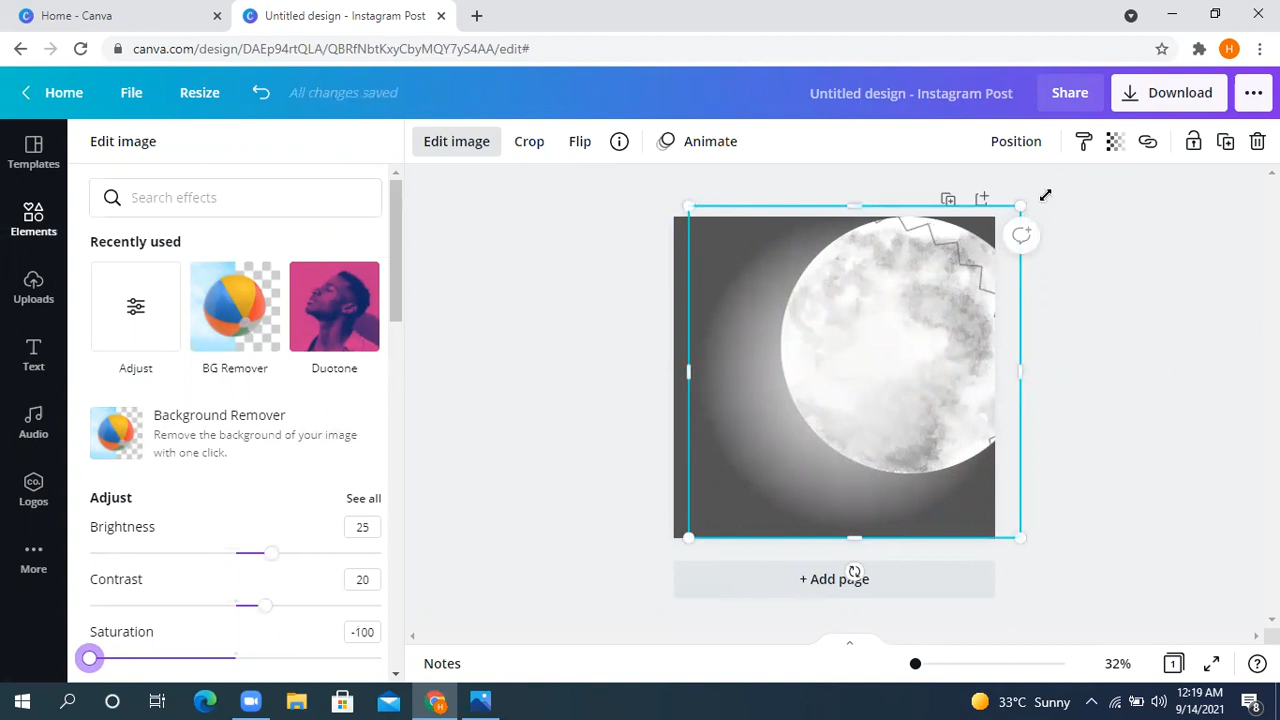 Home - Canva
Untitled design - Instagram Post
canva.com/design/DAEp94rtQLA/QBRfNbtKxyCbyMQY7yS4AA/edit#
H
Home
File
Resize
All changes saved
Untitled design - Instagram Post
Share
Download
Templates
Elements
Uploads
Text
Audio
Logos
More
Edit image
Search effects
Recently used
Adjust
BG Remover
Duotone
Background Remover
Remove the background of your image
with one click.
Adjust
See all
Brightness
25
Contrast
20
Saturation
-100
Edit image
Crop
Flip
Animate
Position
+ Add page
Notes
32%
1
33°C Sunny
12:19 AM
9/14/2021
8